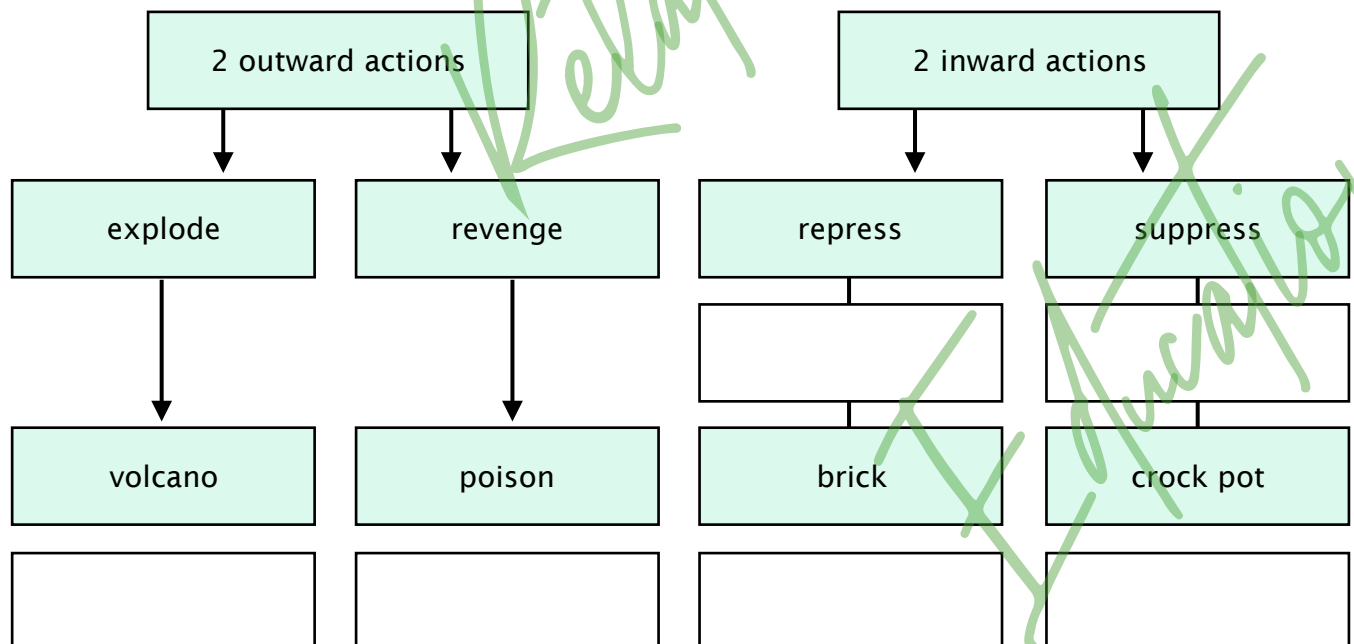 2 outward actions
2 inward actions
explode
revenge
repress
suppress
volcano
poison
brick
crock pot